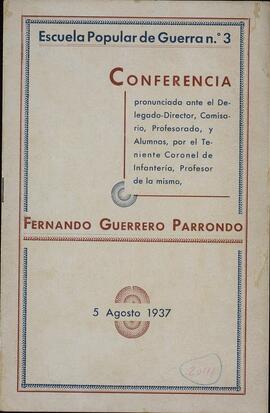 Escuela Popular de Guerra n.º 3
CONFERENCIA
pronunciada ante el De-
legado-Director, Comisa-
rio, Profesorado, y
Alumnos, por el Te-
niente Coronel de
Infantería, Profesor
de la misma,
FERNANDO GUERRERO PARRONDO
5 Agosto 1937